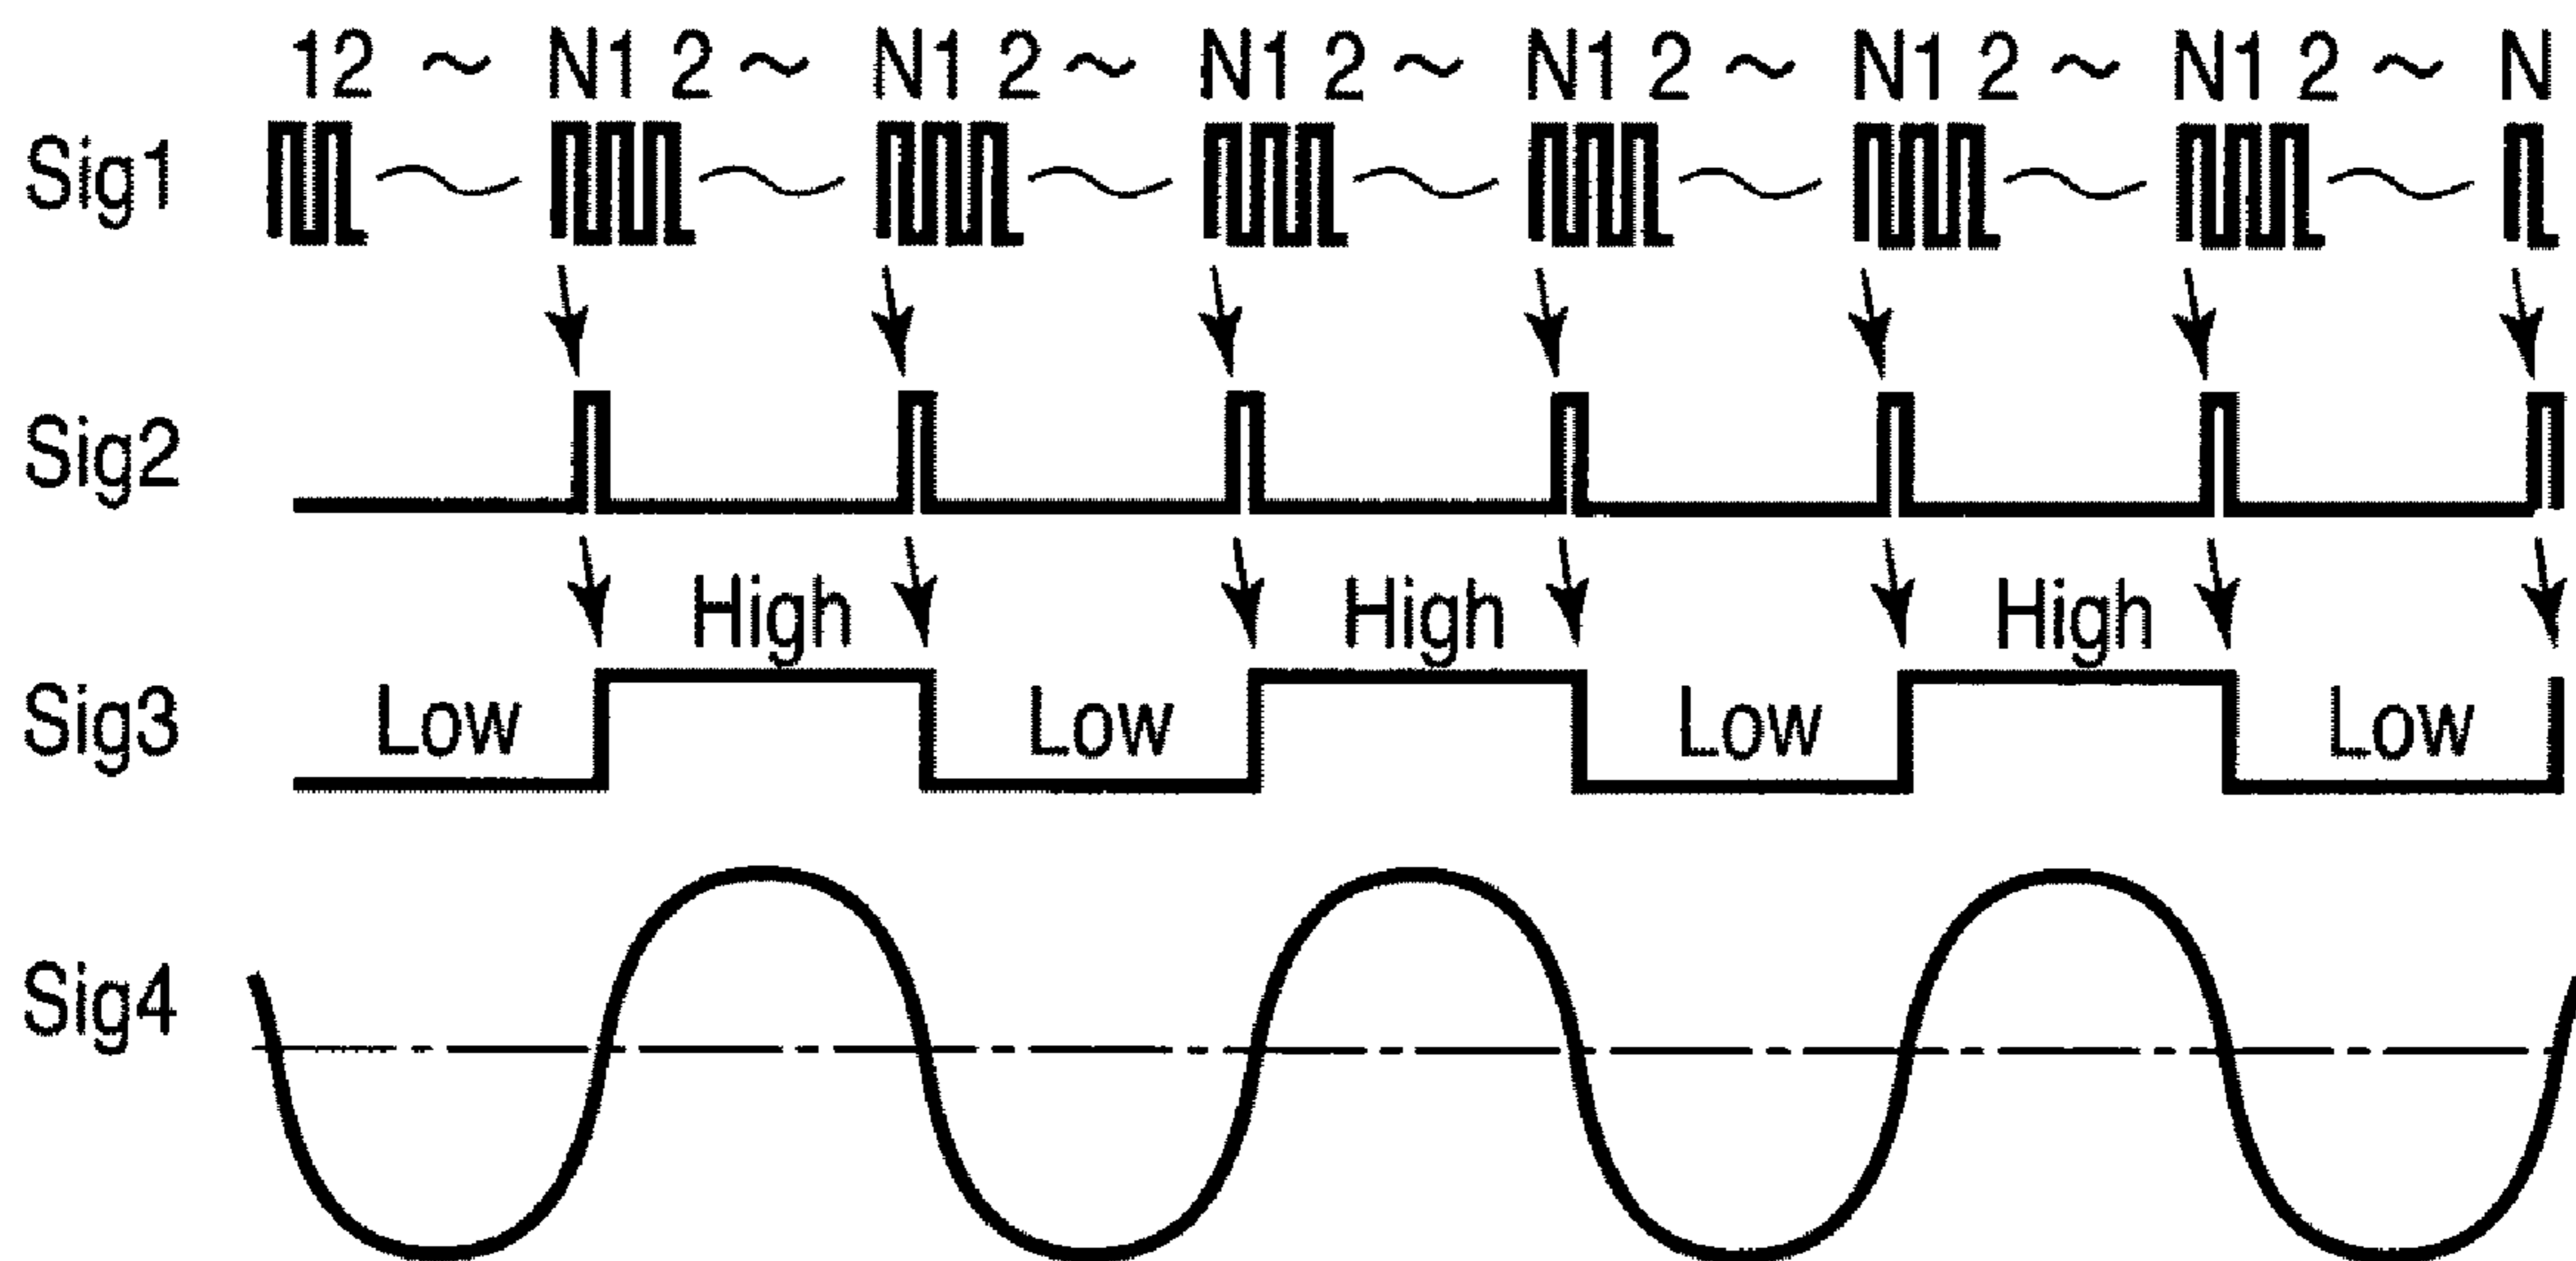 12 ~ N1 2 ~ N1 2 ~ N1 2 ~ N1 2 ~ N1 2 ~ N1 2 ~ N
Sig1
Sig2
High High High
Sig3 Low Low Low Low
Sig4